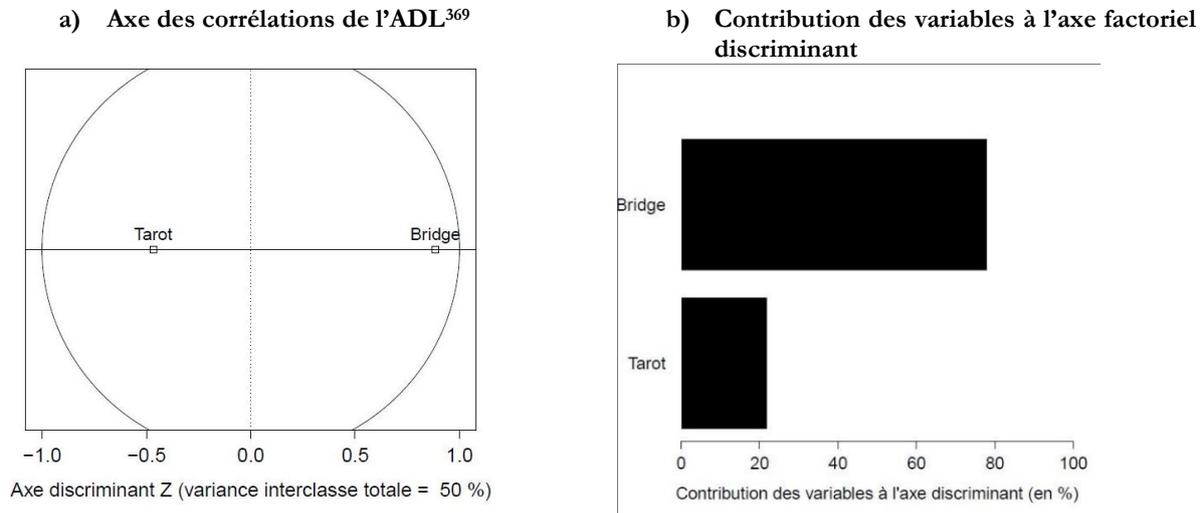 a) Axe des corrélations de l’ADL³⁶⁹
Tarot
Bridge
−1.0 −0.5 0.0 0.5 1.0
Axe discriminant Z (variance interclasse totale = 50 %)
b) Contribution des variables à l’axe factoriel
discriminant
Bridge
Tarot
0 20 40 60 80 100
Contribution des variables à l'axe discriminant (en %)